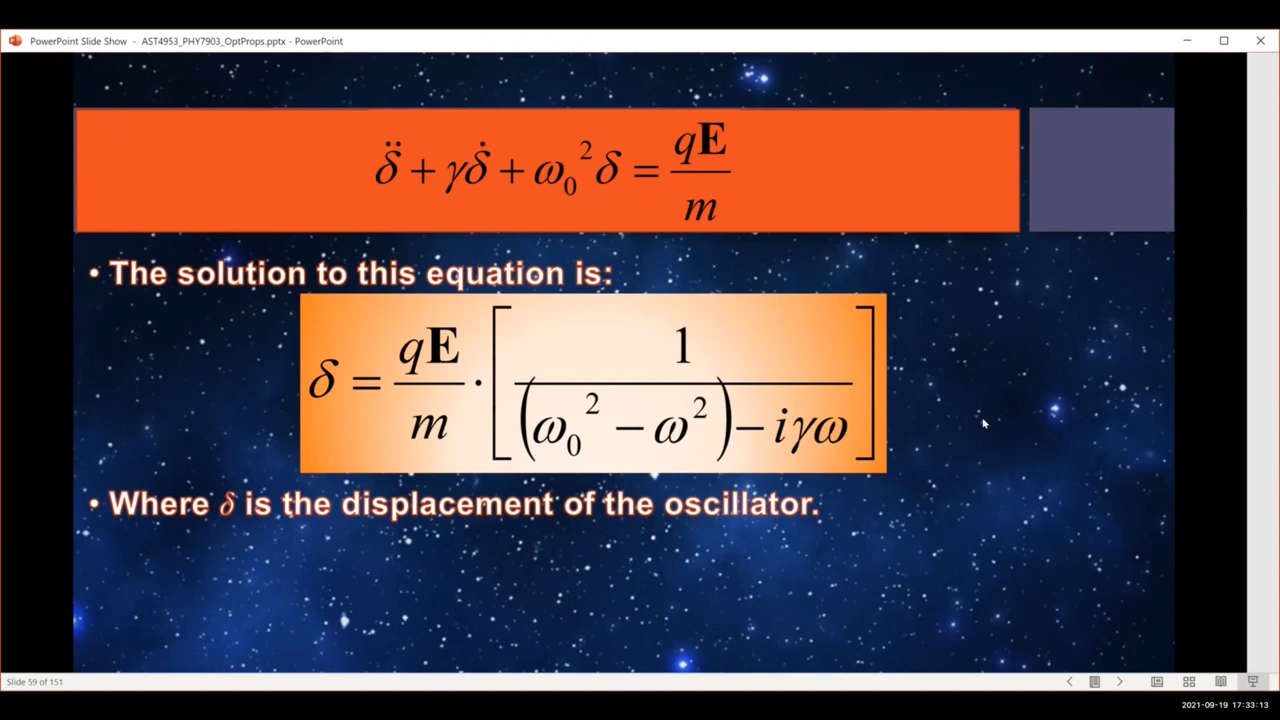 PowerPoint Slide Show - AST4953_PHY7903_OptProps.pptx - PowerPoint
δ̈ + γδ̇ + ω₀²δ = qE/m
• The solution to this equation is:
δ = qE/m · [1/((ω₀² − ω²) − iγω)]
• Where δ is the displacement of the oscillator.
Slide 59 of 151
2021-09-19 17:33:13